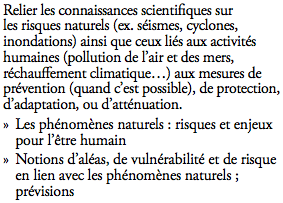 Relier les connaissances scientifiques sur
les risques naturels (ex. séismes, cyclones,
inondations) ainsi que ceux liés aux activités
humaines (pollution de l'air et des mers,
réchauffement climatique…) aux mesures de
prévention (quand c'est possible), de protection,
d'adaptation, ou d'atténuation.
» Les phénomènes naturels : risques et enjeux
pour l'être humain
» Notions d'aléas, de vulnérabilité et de risque
en lien avec les phénomènes naturels ;
prévisions